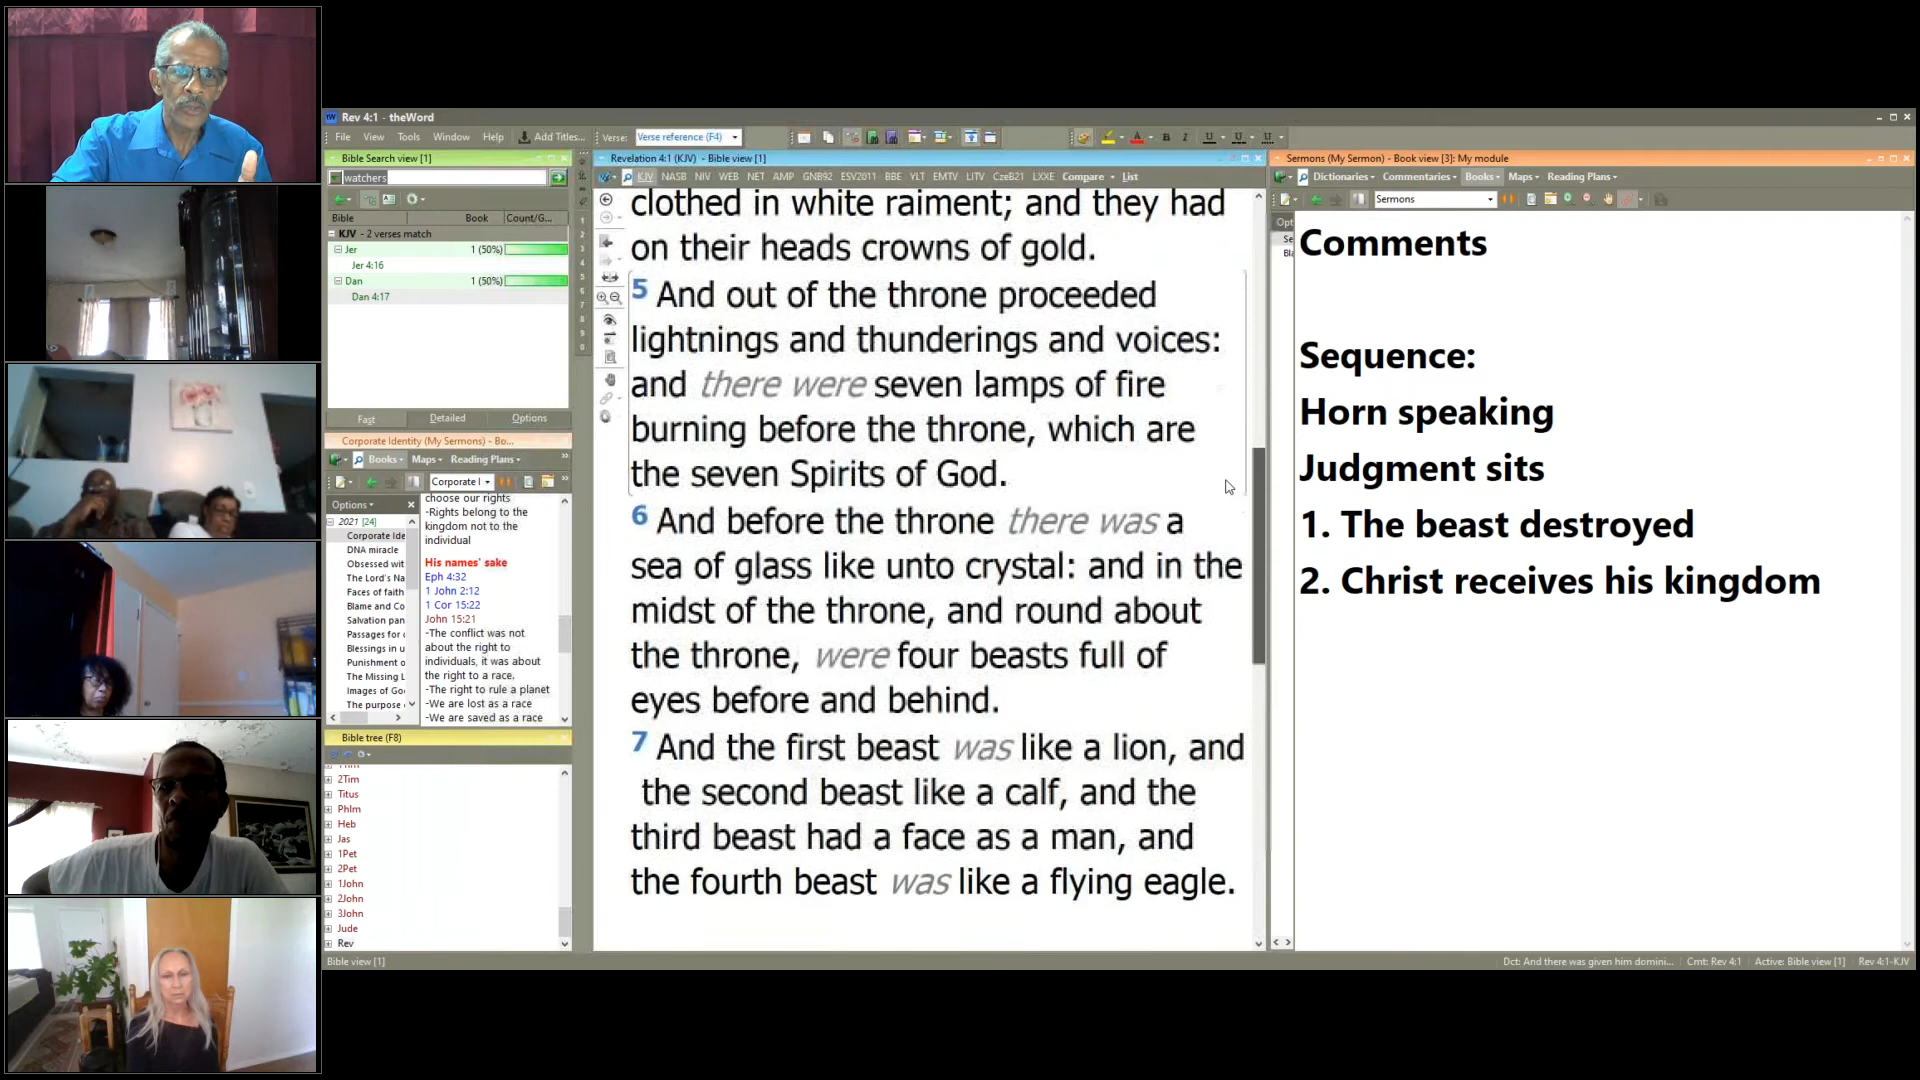 Rev 4:1 - theWord
File View Tools Window Help Add Titles... Verse: Verse reference (F4)
Bible Search view [1]
watchers
Bible Book Count/G...
KJV - 2 verses match
Jer 1 (50%)
Jer 4:16
Dan 1 (50%)
Dan 4:17
Fast Detailed Options
Corporate Identity (My Sermons) - Bo...
Books Maps Reading Plans
Corporate I
Options
2021 [24]
Corporate Ide
DNA miracle
Obsessed wit
The Lord's Na
Faces of faith
Blame and Co
Salvation pan
Passages for
Blessings in u
Punishment o
The Missing L
Images of Go
The purpose
choose our rights
-Rights belong to the
kingdom not to the
individual
His names' sake
Eph 4:32
1 John 2:12
1 Cor 15:22
John 15:21
-The conflict was not
about the right to
individuals, it was about
the right to a race.
-The right to rule a planet
-We are lost as a race
-We are saved as a race
Bible tree (F8)
2Tim
Titus
Phlm
Heb
Jas
1Pet
2Pet
1John
2John
3John
Jude
Rev
Bible view [1]
Revelation 4:1 (KJV) - Bible view [1]
KJV NASB NIV WEB NET AMP GNB92 ESV2011 BBE YLT EMTV LITV CzeB21 LXXE Compare List
clothed in white raiment; and they had
on their heads crowns of gold.
5 And out of the throne proceeded
lightnings and thunderings and voices:
and there were seven lamps of fire
burning before the throne, which are
the seven Spirits of God.
6 And before the throne there was a
sea of glass like unto crystal: and in the
midst of the throne, and round about
the throne, were four beasts full of
eyes before and behind.
7 And the first beast was like a lion, and
the second beast like a calf, and the
third beast had a face as a man, and
the fourth beast was like a flying eagle.
Sermons (My Sermon) - Book view [3]: My module
Dictionaries Commentaries Books Maps Reading Plans
Sermons
Opt
Se
Bla
Comments
Sequence:
Horn speaking
Judgment sits
1. The beast destroyed
2. Christ receives his kingdom
Dct: And there was given him domini... Cmt: Rev 4:1 Active: Bible view [1] Rev 4:1-KJV